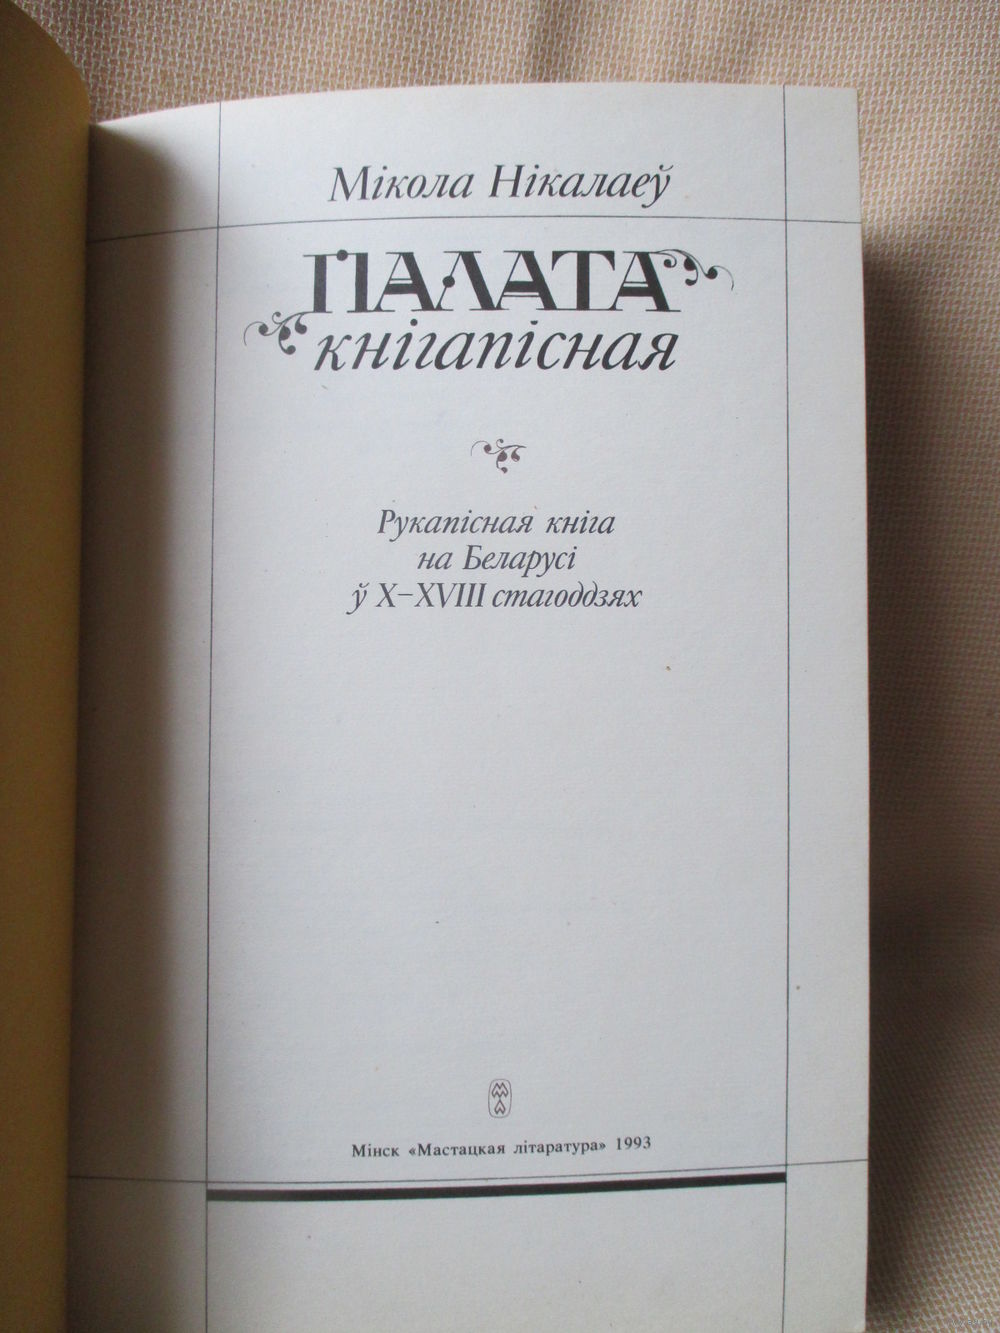 Мікола Нікалаеў
ПАЛАТА
кнігапісная
Рукапісная кніга
на Беларусі
ў X–XVIII стагоддзях
Мінск «Мастацкая літаратура» 1993